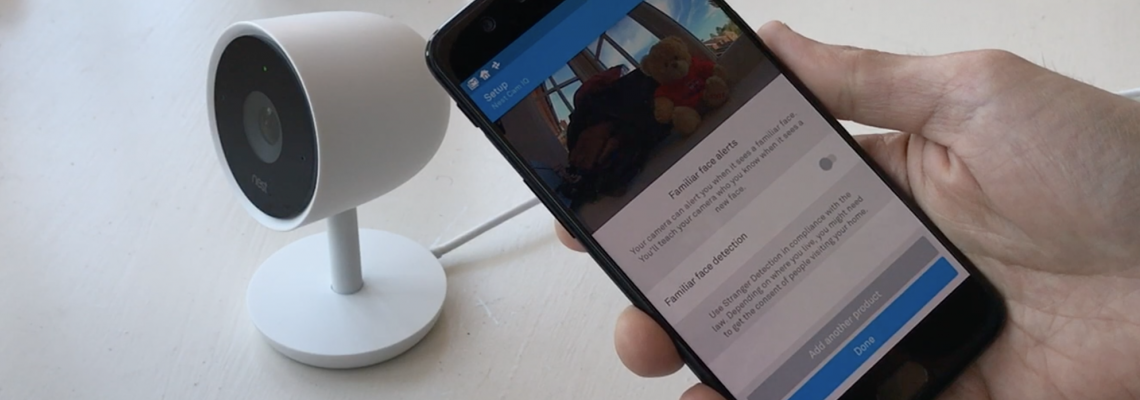 nest
Setup
Nest Cam IQ
Familiar face alerts
Your camera can alert you when it sees a familiar face.
You'll teach your camera who you know when it sees a
new face.
Familiar face detection
Use Stranger Detection in compliance with the
law. Depending on where you live, you might need
to get the consent of people visiting your home.
Add another product
Done